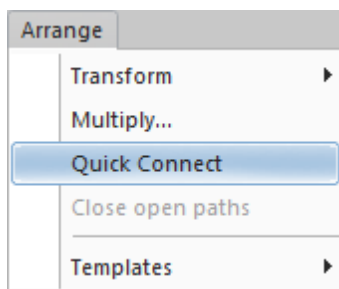 Arrange
Transform
Multiply...
Quick Connect
Close open paths
Templates